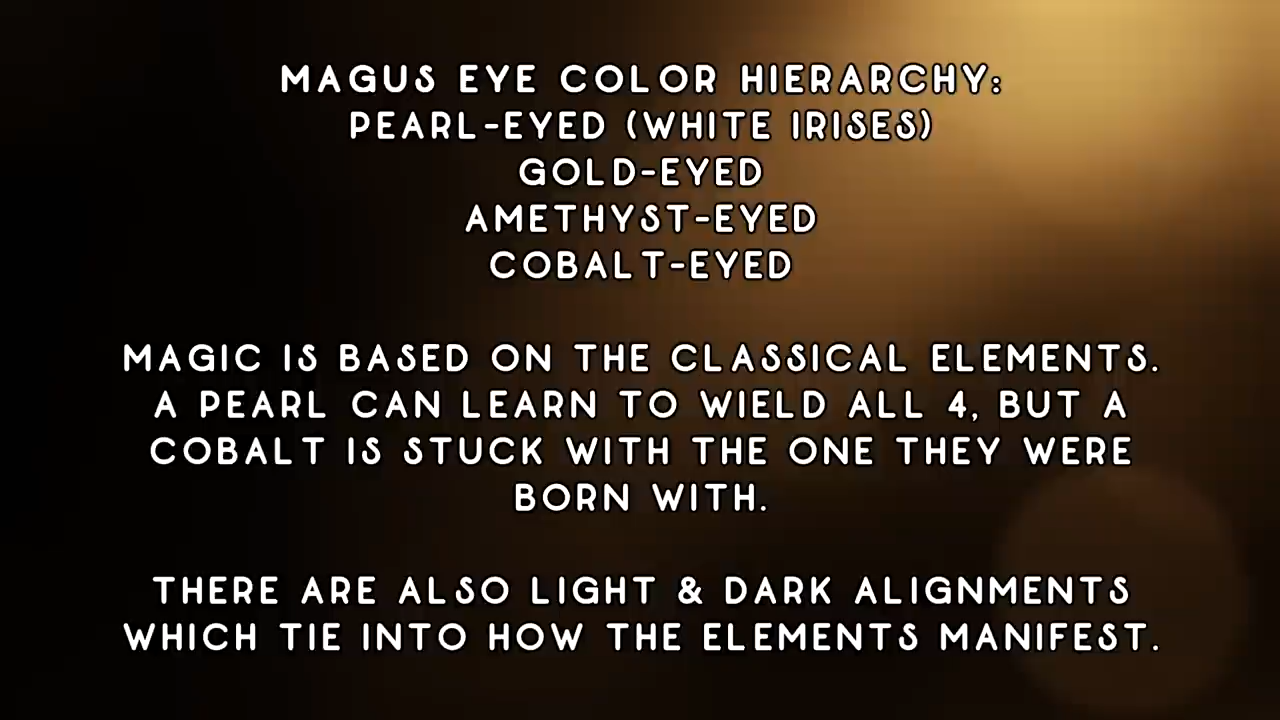 MAGUS EYE COLOR HIERARCHY:
PEARL-EYED (WHITE IRISES)
GOLD-EYED
AMETHYST-EYED
COBALT-EYED
MAGIC IS BASED ON THE CLASSICAL ELEMENTS.
A PEARL CAN LEARN TO WIELD ALL 4, BUT A
COBALT IS STUCK WITH THE ONE THEY WERE
BORN WITH.
THERE ARE ALSO LIGHT & DARK ALIGNMENTS
WHICH TIE INTO HOW THE ELEMENTS MANIFEST.